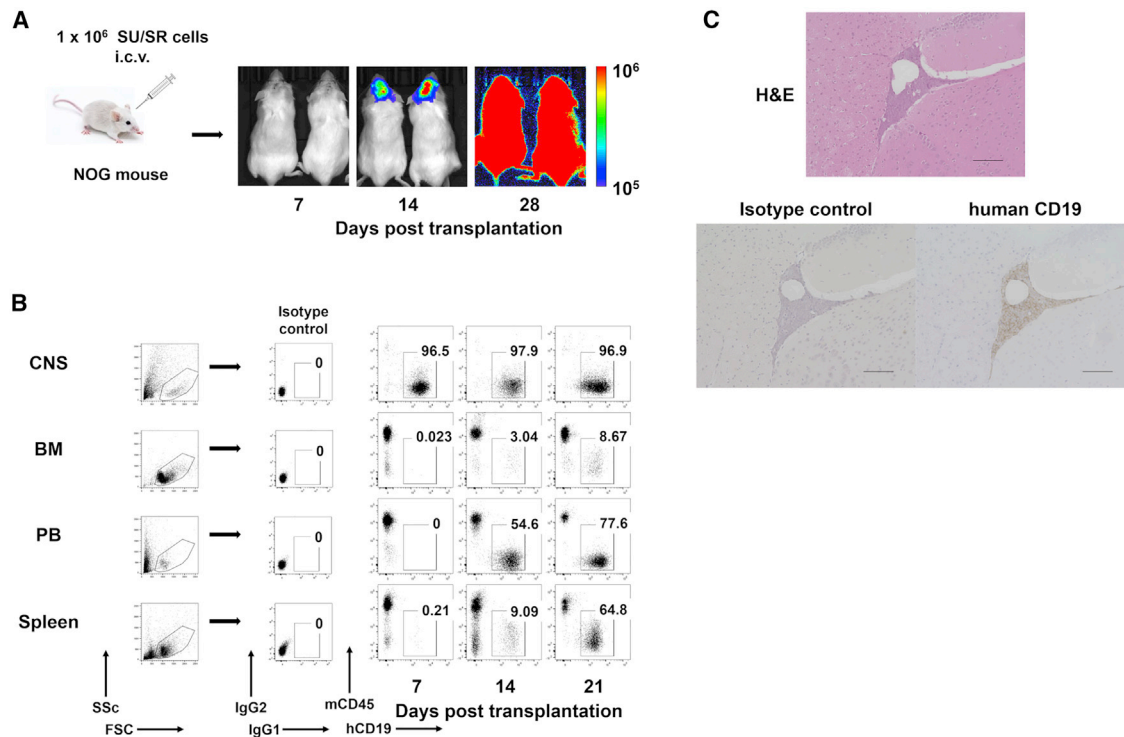 A
1 x 10⁶ SU/SR cells
i.c.v.
NOG mouse
10⁶
10⁵
7 14 28
Days post transplantation
B
Isotype
control
CNS 0 96.5 97.9 96.9
BM 0 0.023 3.04 8.67
PB 0 0 54.6 77.6
Spleen 0 0.21 9.09 64.8
SSc
FSC
IgG2
IgG1
mCD45
hCD19
7 14 21
Days post transplantation
C
H&E
Isotype control human CD19